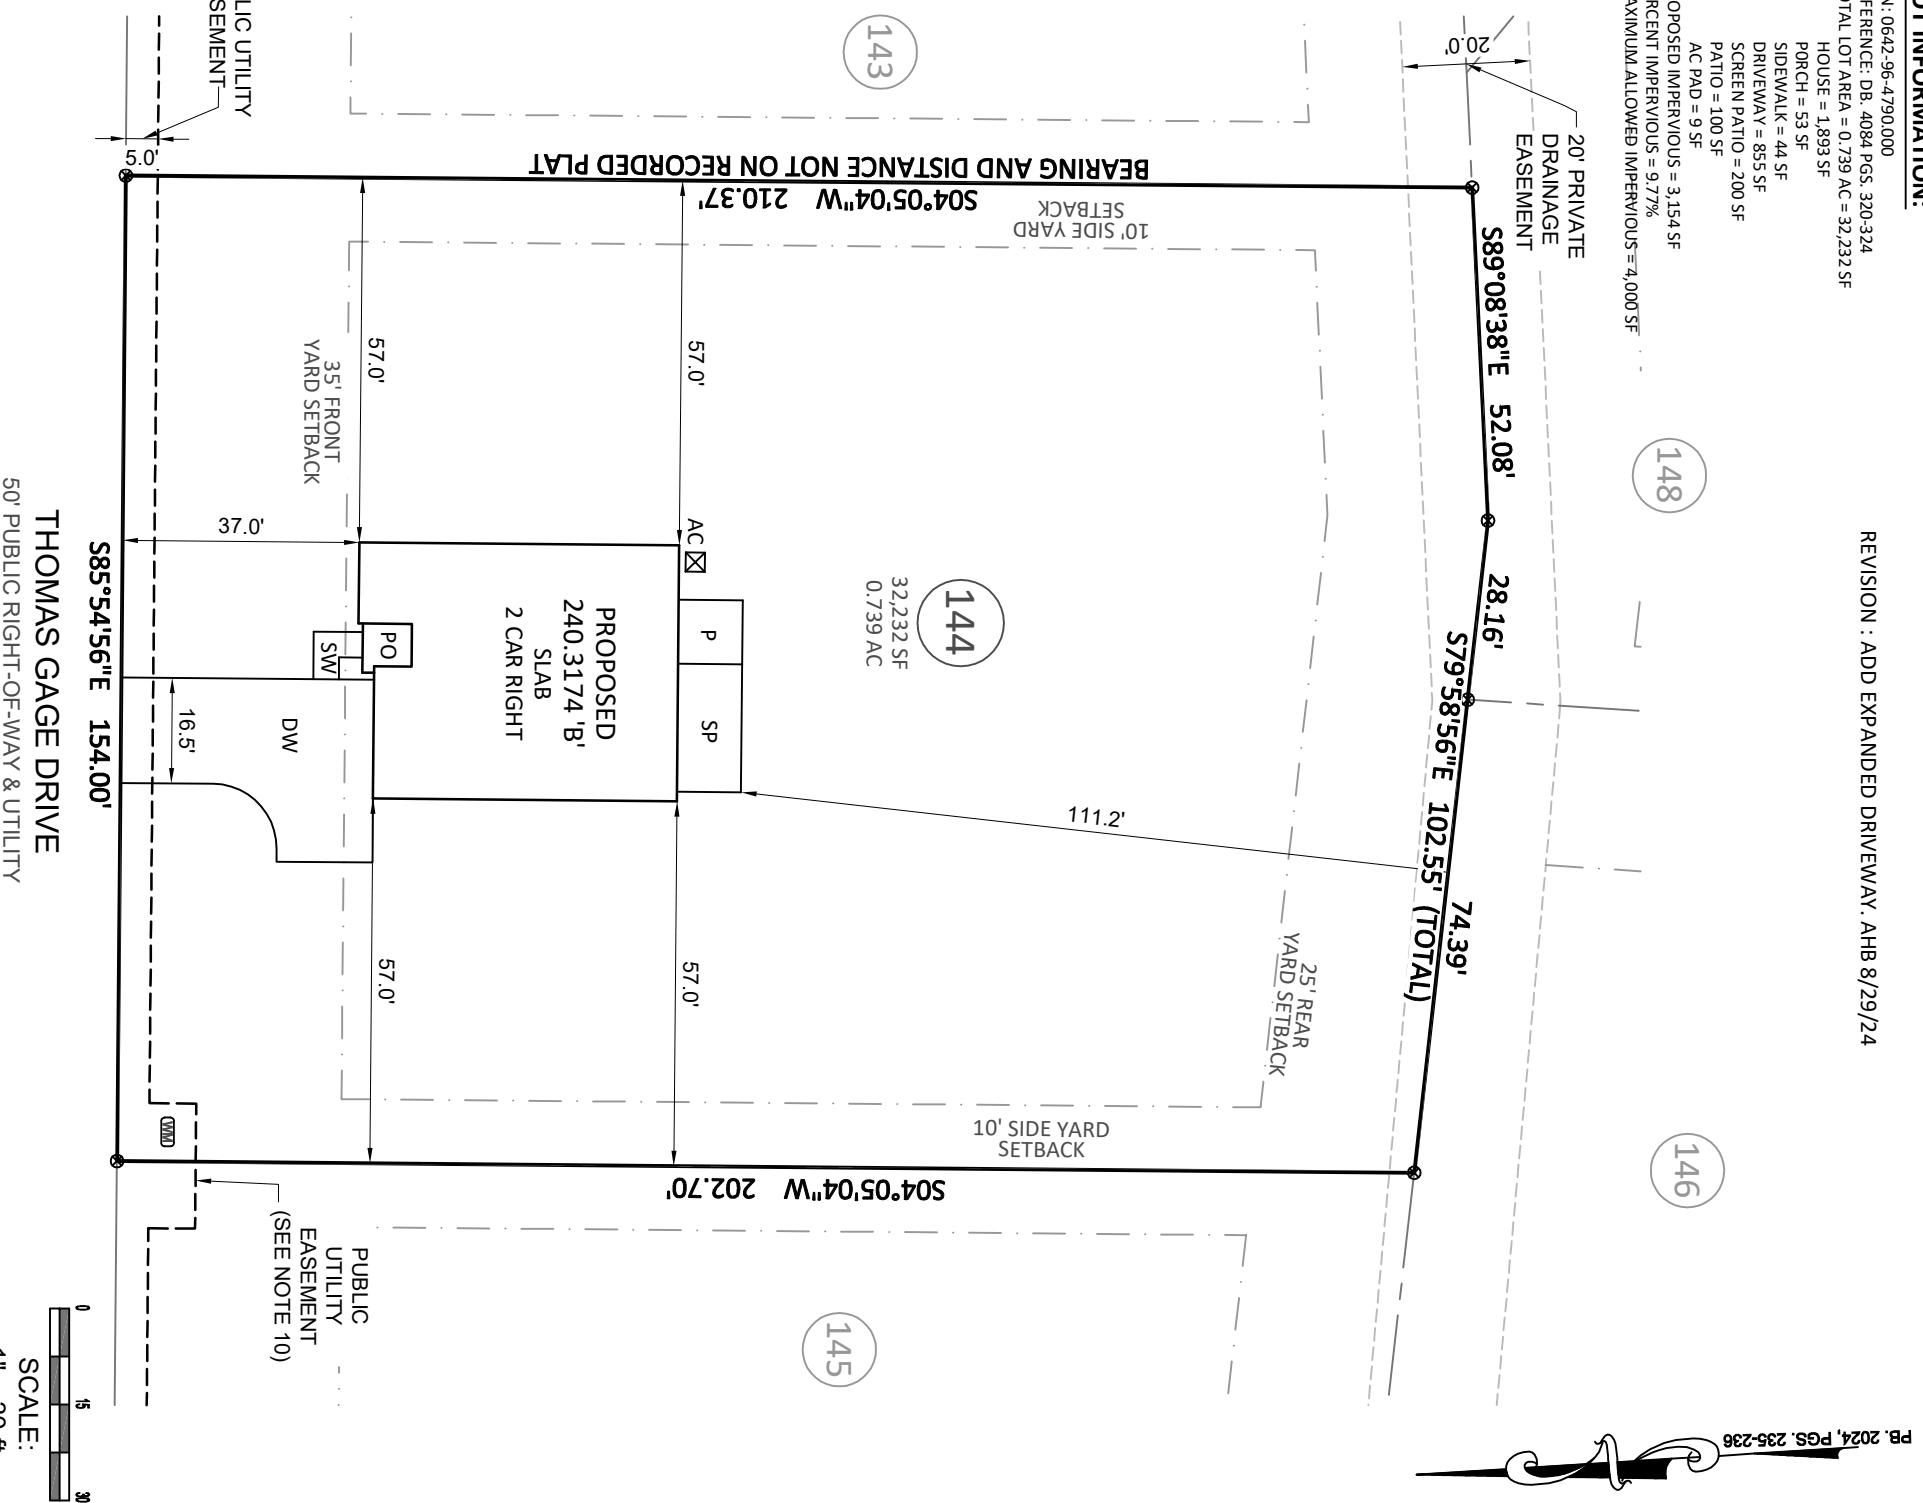 PIN: 0642-96-4790.000
REFERENCE: DB. 4084 PGS. 320-324
TOTAL LOT AREA = 0.739 AC = 32,232 SF
HOUSE = 1,893 SF
PORCH = 53 SF
SIDEWALK = 44 SF
DRIVEWAY = 855 SF
SCREEN PATIO = 200 SF
PATIO = 100 SF
AC PAD = 9 SF
PROPOSED IMPERVIOUS = 3,154 SF
PERCENT IMPERVIOUS = 9.77%
MAXIMUM ALLOWED IMPERVIOUS = 4,000 SF
REVISION : ADD EXPANDED DRIVEWAY. AHB 8/29/24
148
146
20' PRIVATE
DRAINAGE
EASEMENT
20.0'
S89°08'38"E 52.08'
28.16'
74.39'
S79°58'56"E 102.55' (TOTAL)
25' REAR
YARD SETBACK
111.2'
143
BEARING AND DISTANCE NOT ON RECORDED PLAT
S04°05'04"W 210.37'
10' SIDE YARD
SETBACK
144
32,232 SF
0.739 AC
10' SIDE YARD
SETBACK
S04°05'04"W 202.70'
145
57.0'
57.0'
AC
P
SP
57.0'
57.0'
PROPOSED
240.3174 'B'
SLAB
2 CAR RIGHT
PO
SW
DW
35' FRONT
YARD SETBACK
37.0'
16.5'
WM
PUBLIC
UTILITY
EASEMENT
(SEE NOTE 10)
LIC UTILITY
SEMENT
5.0'
S85°54'56"E 154.00'
THOMAS GAGE DRIVE
50' PUBLIC RIGHT-OF-WAY & UTILITY
0 15 30
SCALE:
PB. 2024, PGS. 235-236